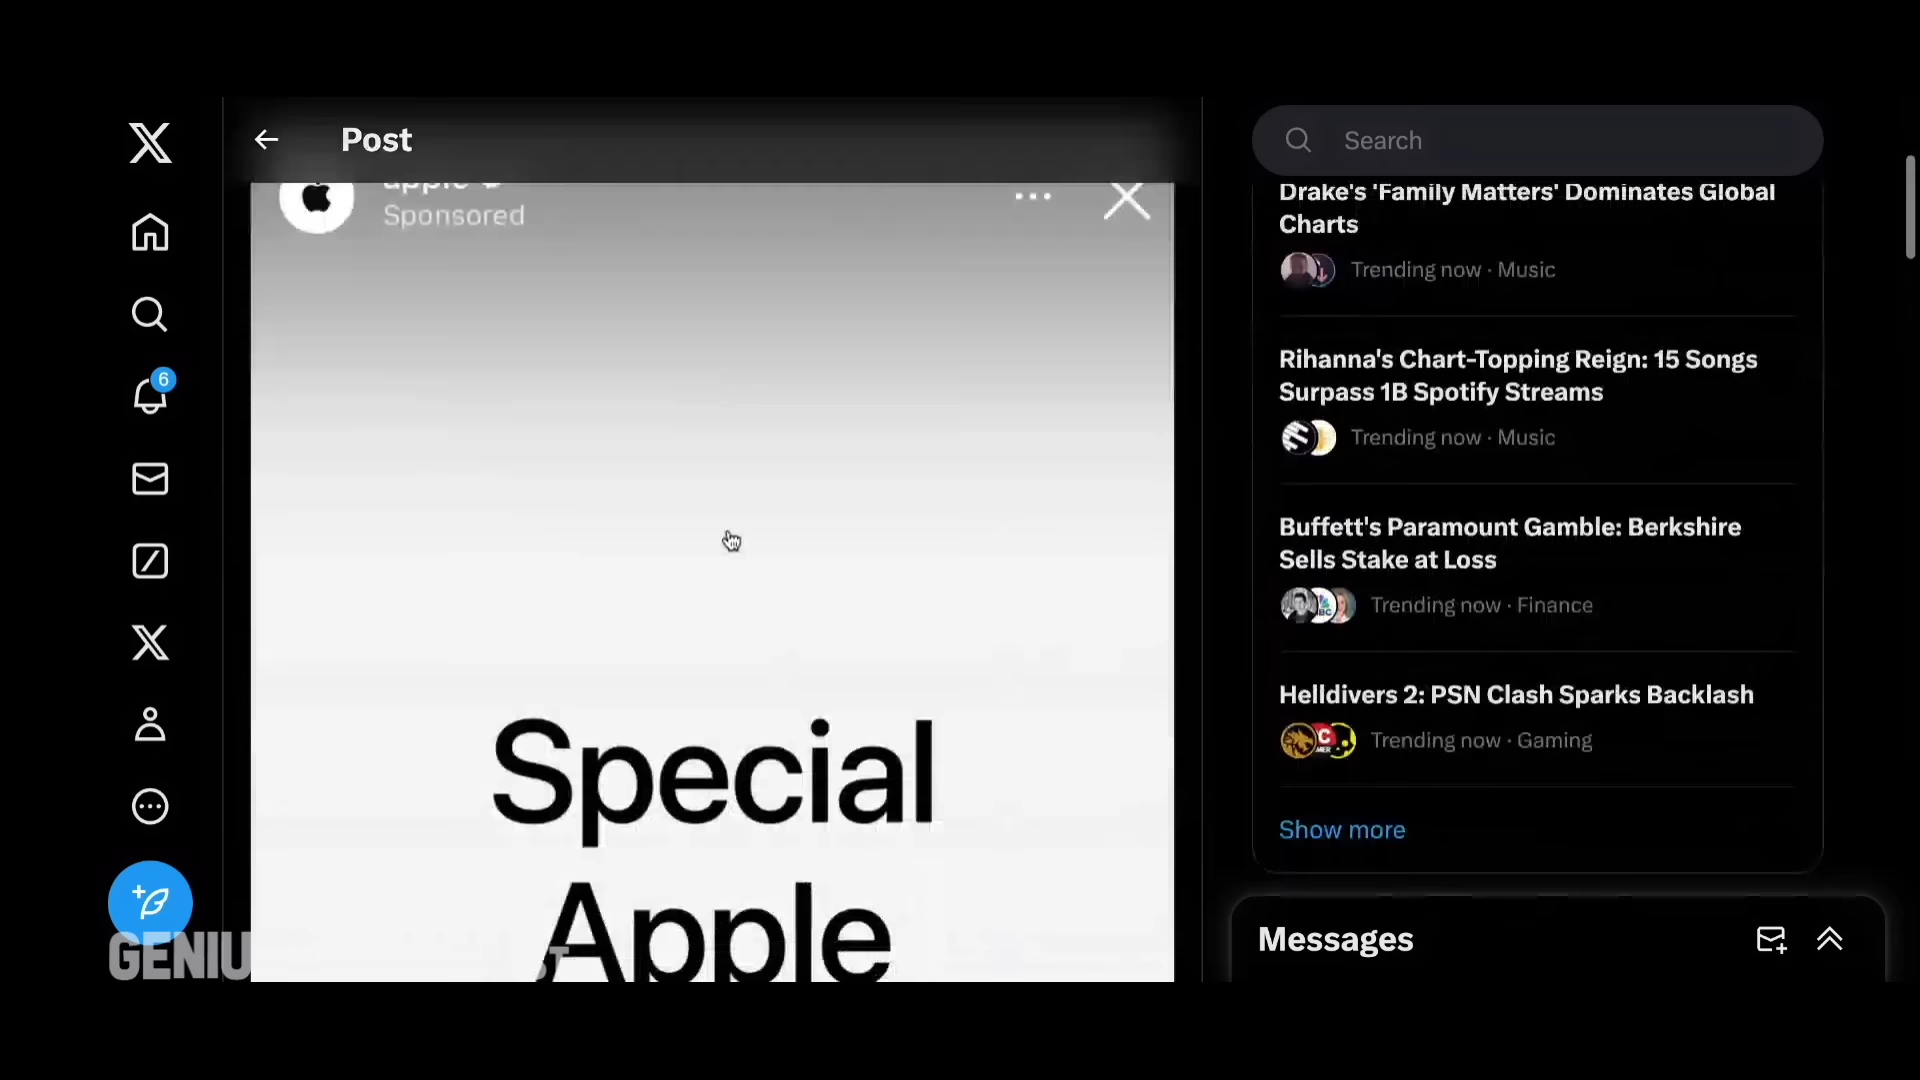 Post
apple
Sponsored
Special
Apple
6
GENIU
Search
Drake's 'Family Matters' Dominates Global
Charts
Trending now · Music
Rihanna's Chart-Topping Reign: 15 Songs
Surpass 1B Spotify Streams
Trending now · Music
Buffett's Paramount Gamble: Berkshire
Sells Stake at Loss
Trending now · Finance
Helldivers 2: PSN Clash Sparks Backlash
Trending now · Gaming
Show more
Messages